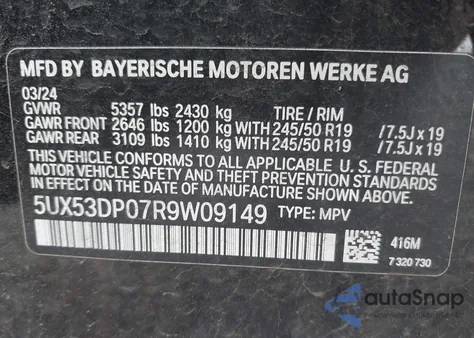 MFD BY BAYERISCHE MOTOREN WERKE AG
03/24
GVWR 5357 lbs 2430 kg TIRE / RIM
GAWR FRONT 2646 lbs 1200 kg WITH 245/50 R19 /7.5J x 19
GAWR REAR 3109 lbs 1410 kg WITH 245/50 R19 /7.5J x 19
THIS VEHICLE CONFORMS TO ALL APPLICABLE U. S. FEDERAL
MOTOR VEHICLE SAFETY, BUMPER,
AND THEFT PREVENTION STANDARDS IN EFFECT ON THE DATE OF
MANUFACTURE SHOWN ABOVE.
5UX53DP07R9W09149 TYPE: MPV
416M
7 320 730
autoSnap